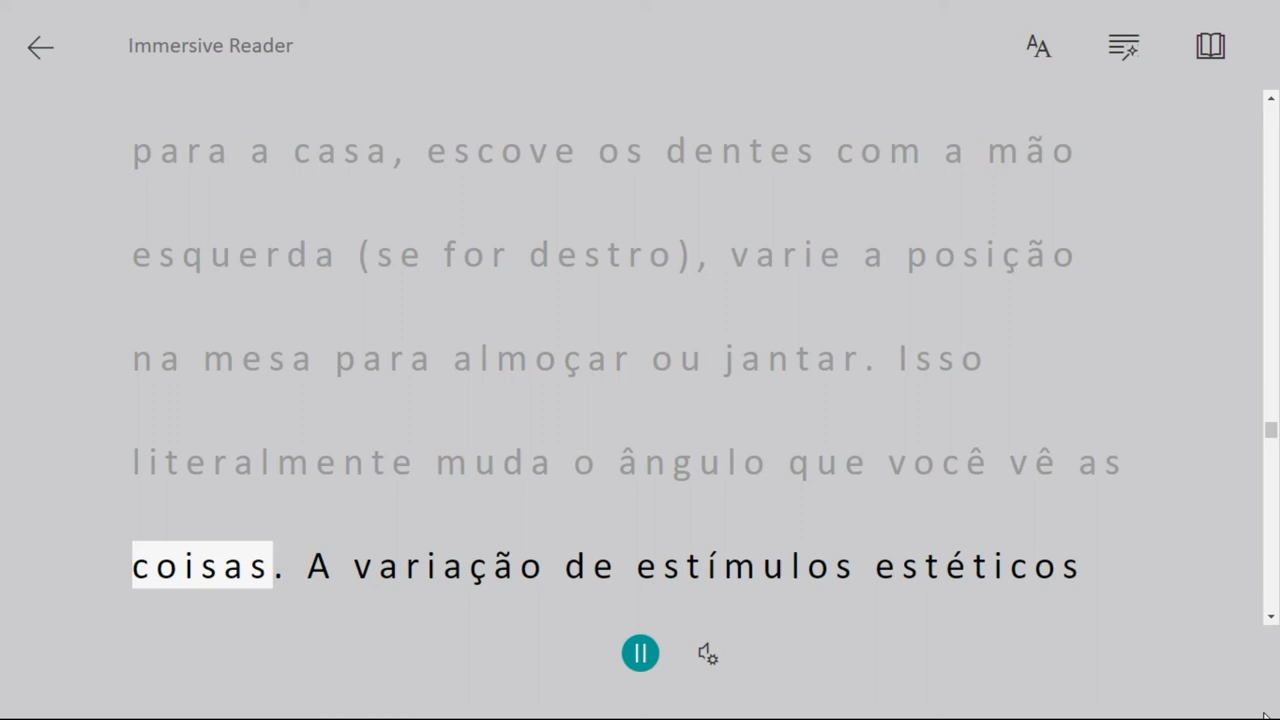 Immersive Reader
para a casa, escove os dentes com a mão
esquerda (se for destro), varie a posição
na mesa para almoçar ou jantar. Isso
literalmente muda o ângulo que você vê as
coisas. A variação de estímulos estéticos